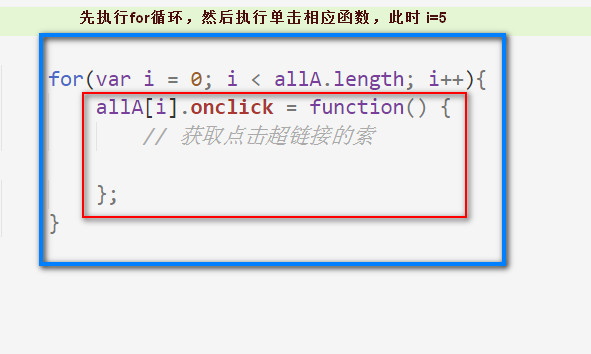 先执行for循环，然后执行单击相应函数，此时 i=5
for(var i = 0; i < allA.length; i++){
allA[i].onclick = function() {
// 获取点击超链接的索
};
}